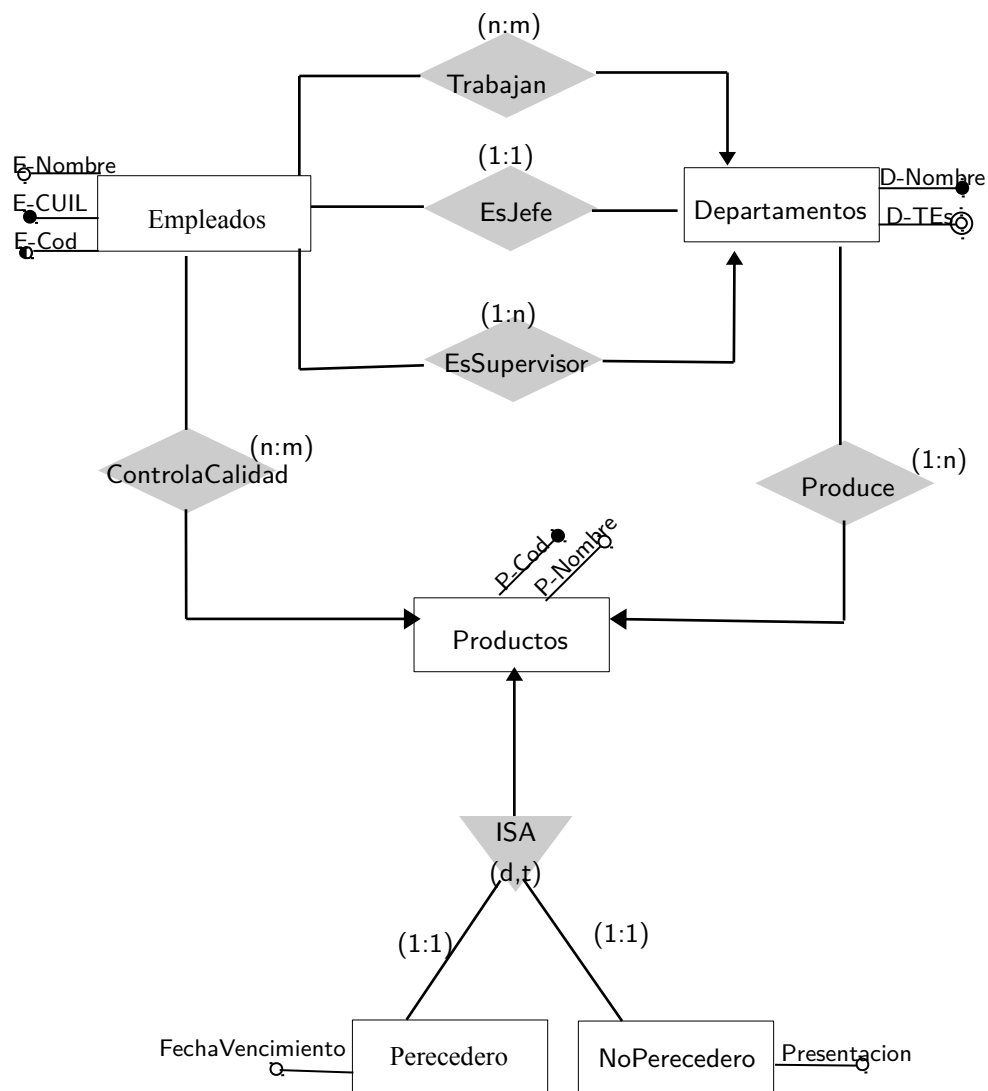 (n:m)
Trabajan
E-Nombre
(1:1)
D-Nombre
E-CUIL
Empleados
EsJefe
Departamentos
D-TEs
E-Cod
(1:n)
EsSupervisor
(n:m)
(1:n)
ControlaCalidad
Produce
P-Cod
P-Nombre
Productos
ISA
(d,t)
(1:1)
(1:1)
FechaVencimiento
Perecedero
NoPerecedero
Presentacion